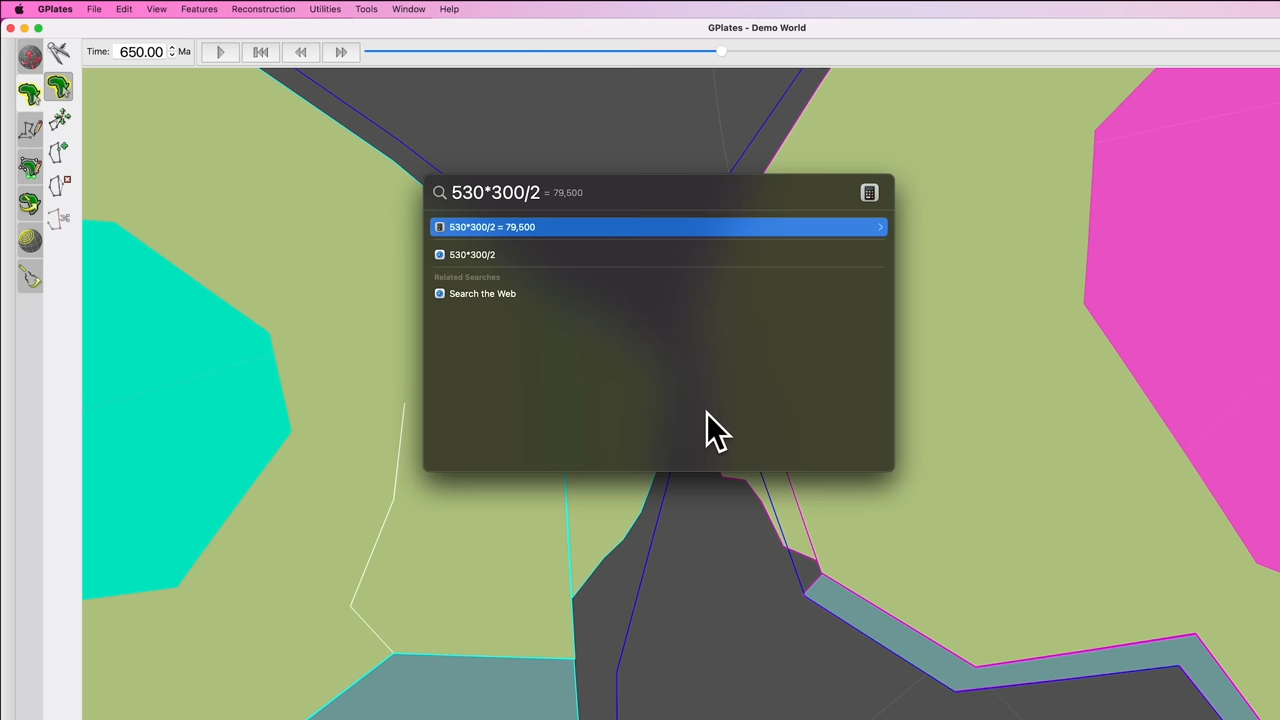 GPlates File Edit View Features Reconstruction Utilities Tools Window Help
GPlates - Demo World
Time: 650.00 Ma
530*300/2 = 79,500
530*300/2 = 79,500
530*300/2
Related Searches
Search the Web